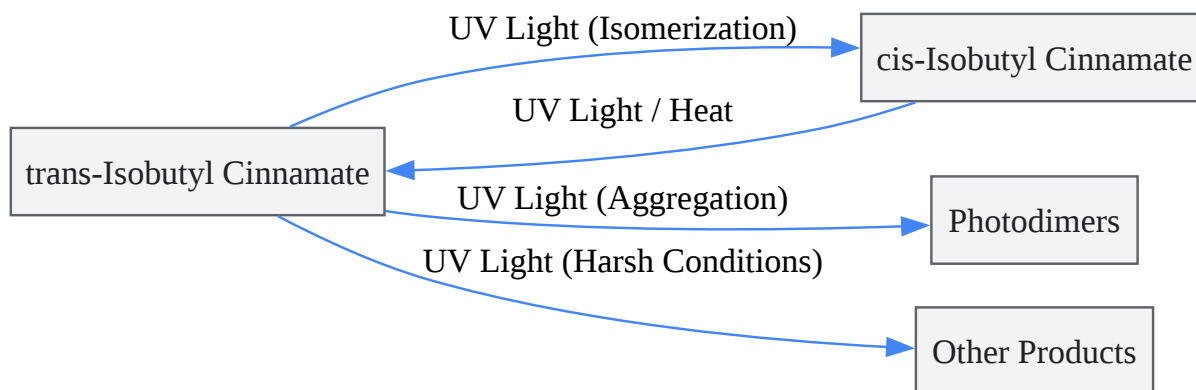 UV Light (Isomerization)
cis-Isobutyl Cinnamate
UV Light / Heat
trans-Isobutyl Cinnamate
UV Light (Aggregation)
Photodimers
UV Light (Harsh Conditions)
Other Products